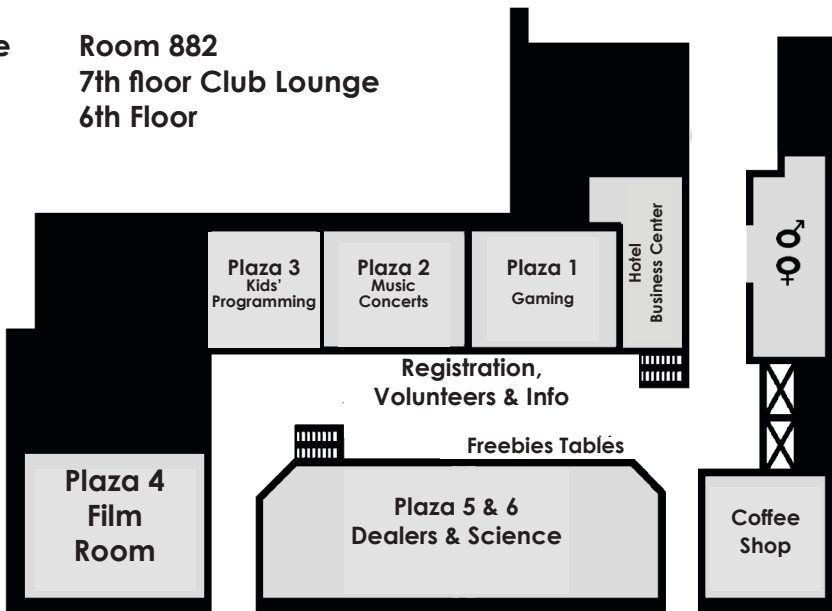 e
Room 882
7th floor Club Lounge
6th Floor
Plaza 3
Kids'
Programming
Plaza 2
Music
Concerts
Plaza 1
Gaming
Hotel
Business Center
Registration,
Volunteers & Info
Freebies Tables
Plaza 4
Film
Room
Plaza 5 & 6
Dealers & Science
Coffee
Shop